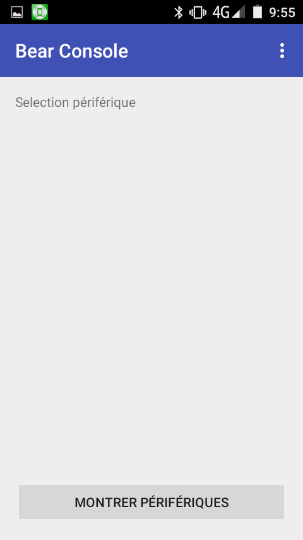 4G 9:55
Bear Console
Selection périférique
MONTRER PÉRIFÉRIQUES